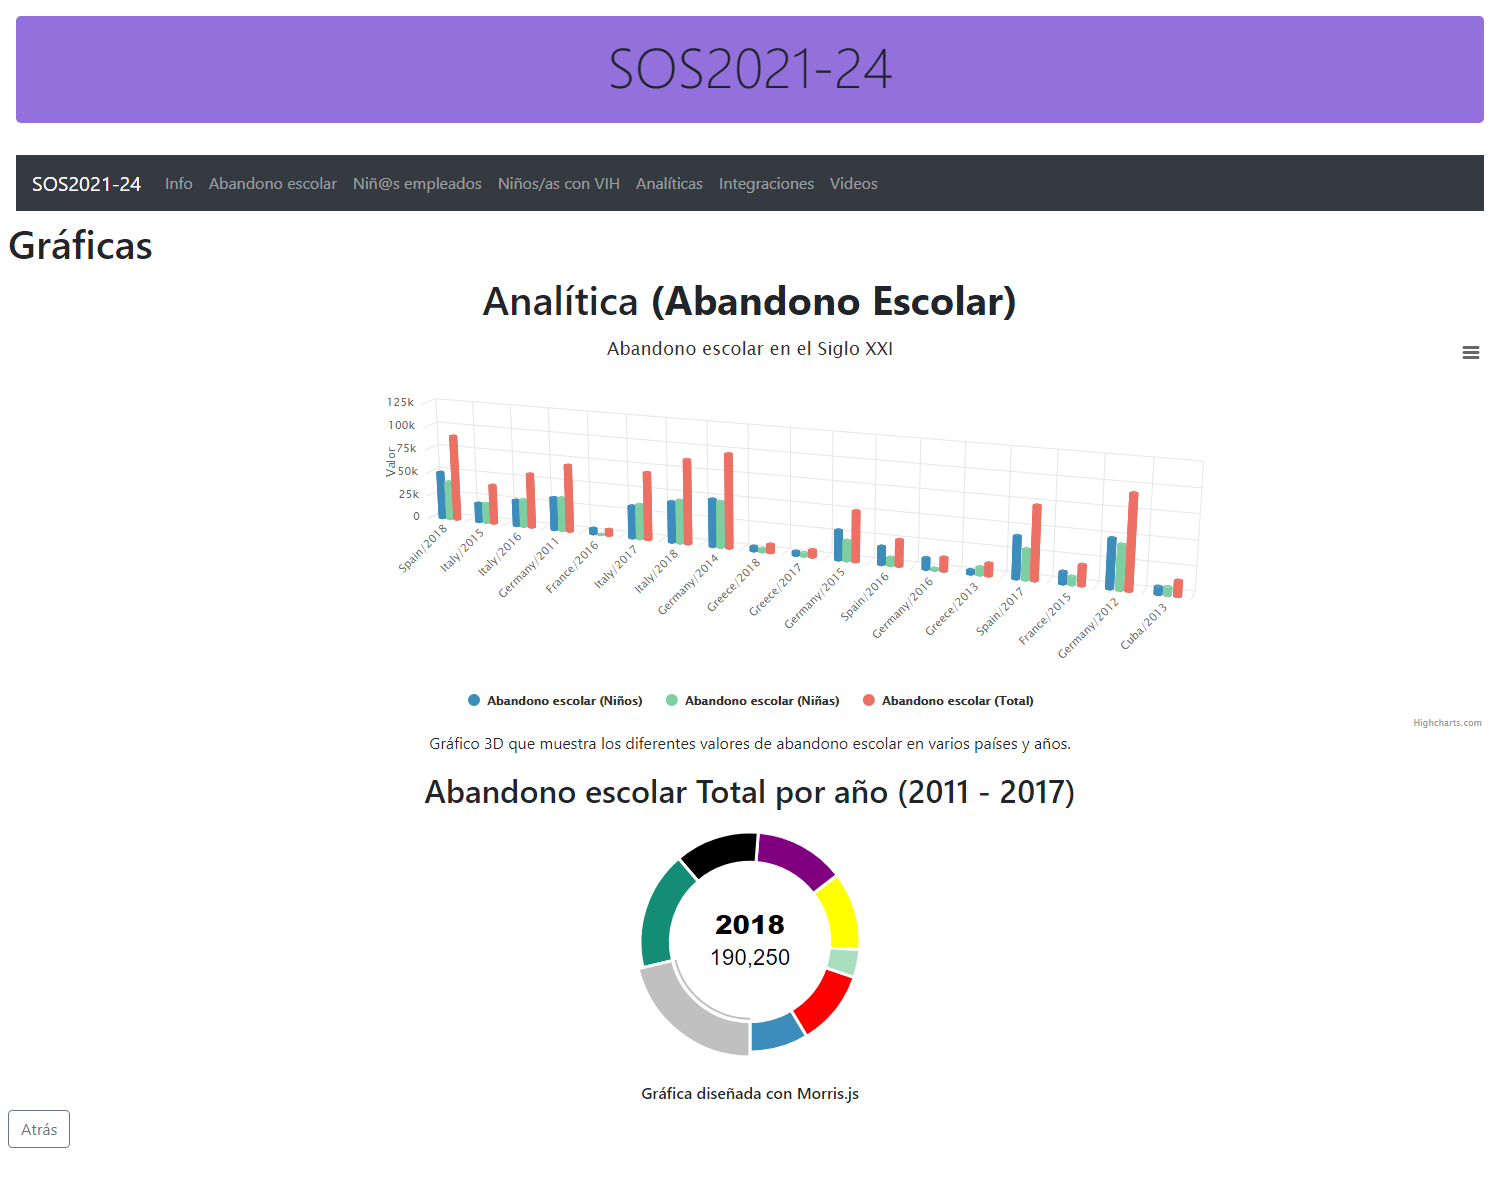 SOS2021-24
SOS2021-24 Info Abandono escolar Niñ@s empleados Niños/as con VIH Analíticas Integraciones Videos
Gráficas
Analítica (Abandono Escolar)
Abandono escolar en el Siglo XXI
125k
100k
75k
50k
25k
0
Valor
Spain/2018
Italy/2015
Italy/2016
Germany/2011
France/2016
Italy/2017
Italy/2018
Germany/2014
Greece/2018
Greece/2017
Germany/2015
Spain/2016
Germany/2016
Greece/2013
Spain/2017
France/2015
Germany/2012
Cuba/2013
Abandono escolar (Niños) Abandono escolar (Niñas) Abandono escolar (Total)
Highcharts.com
Gráfico 3D que muestra los diferentes valores de abandono escolar en varios países y años.
Abandono escolar Total por año (2011 - 2017)
2018
190,250
Gráfica diseñada con Morris.js
Atrás